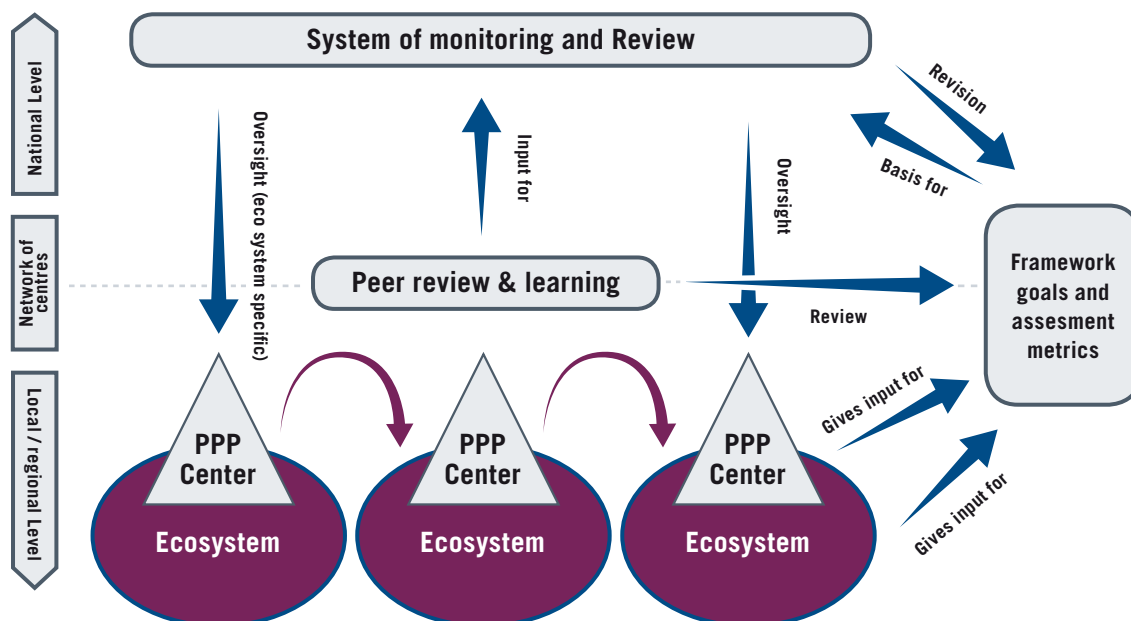 System of monitoring and Review
National Level
Oversight (eco system specific)
Input for
Oversight
Revision
Basis for
Network of
centres
Peer review & learning
Review
Framework
goals and
assesment
metrics
Local / regional Level
PPP
Center
Ecosystem
PPP
Center
Ecosystem
PPP
Center
Ecosystem
Gives input for
Gives input for